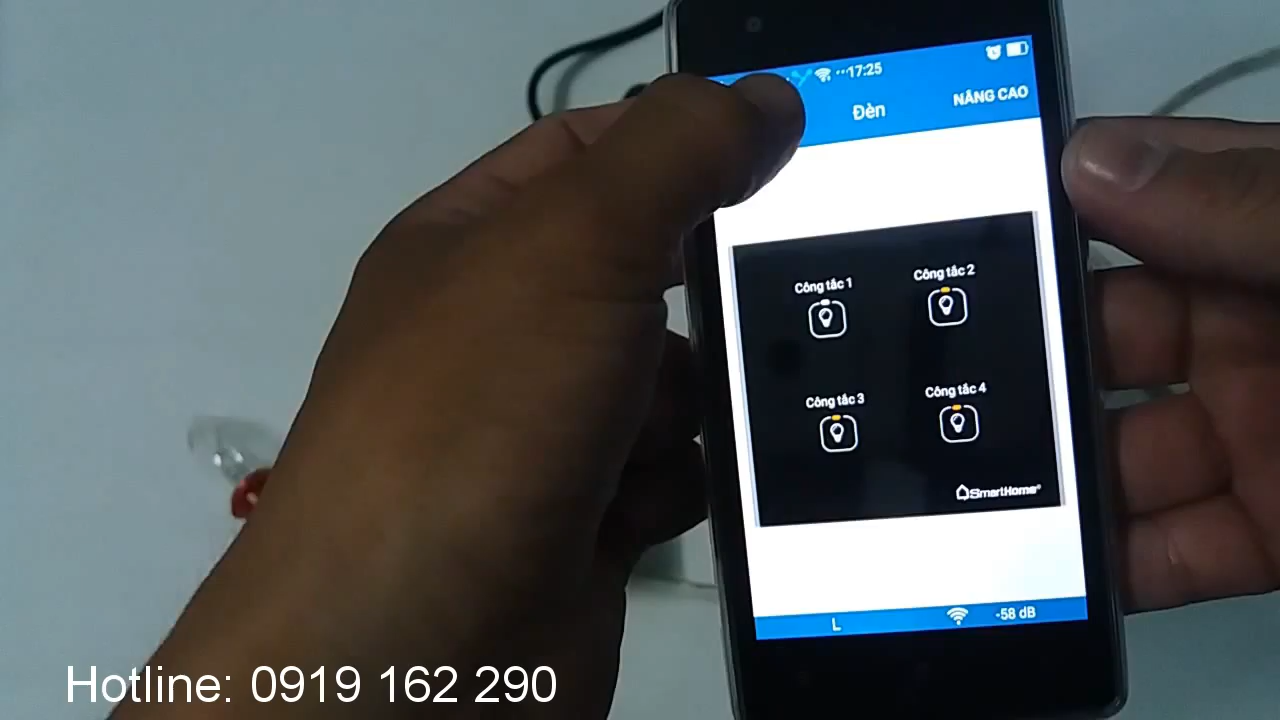 17:25
Đèn
NÂNG CAO
Công tắc 1
Công tắc 2
Công tắc 3
Công tắc 4
SmartHome®
L
-58 dB
Hotline: 0919 162 290